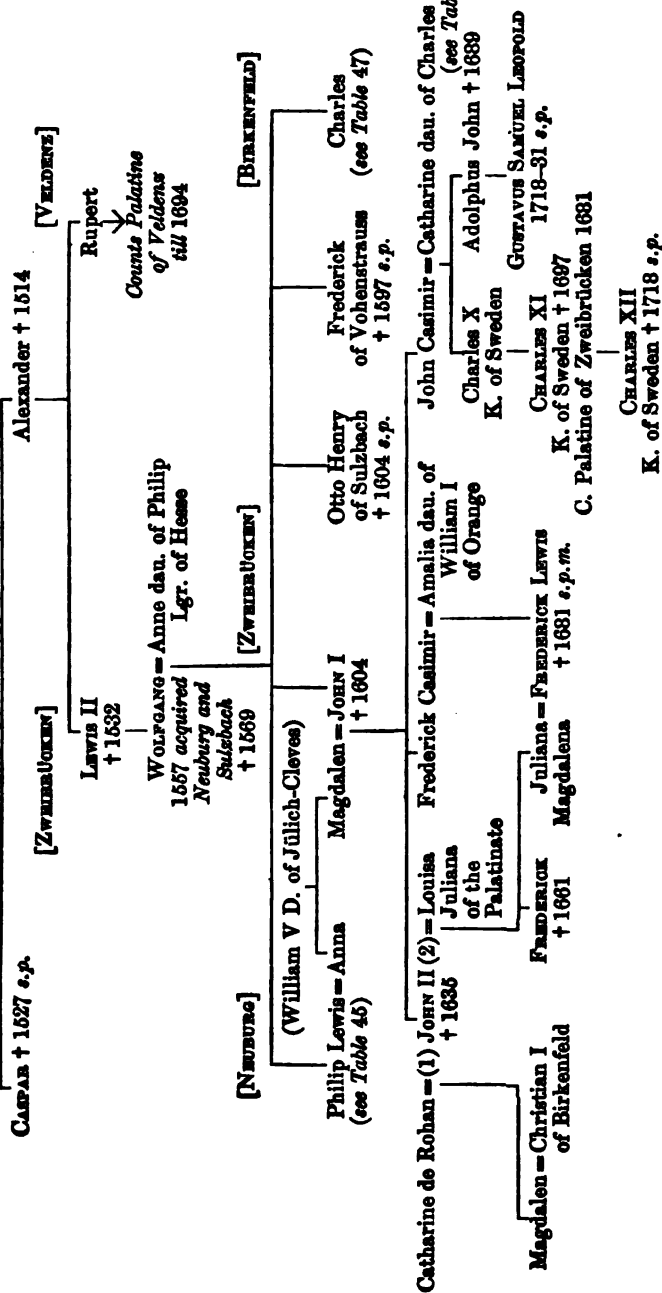 CASPAR † 1527 s.p.
Alexander † 1514
[ZWEIBRÜCKEN]
[VELDENZ]
LEWIS II
† 1532
Rupert
Counts Palatine
of Veldenz
till 1694
WOLFGANG = Anne dau. of Philip
1557 acquired
Neuburg and
Sulzbach
† 1569
Lgr. of Hesse
[NEUBURG]
[ZWEIBRÜCKEN]
[BIRKENFELD]
(William V D. of Jülich-Cleves)
Philip Lewis = Anna
(see Table 45)
Magdalen = JOHN I
† 1604
Otto Henry
of Sulzbach
† 1604 s.p.
Frederick
of Vohenstrauss
† 1597 s.p.
Charles
(see Table 47)
Catharine de Rohan = (1) JOHN II (2) = Louisa
† 1635
Juliana
of the
Palatinate
Frederick Casimir = Amalia dau. of
William I
of Orange
John Casimir = Catharine dau. of Charles
(see Tab
Magdalen = Christian I
of Birkenfeld
FREDERICK
† 1661
Juliana = FREDERICK LEWIS
Magdalena
† 1681 s.p.m.
Charles X
K. of Sweden
Adolphus John † 1689
CHARLES XI
K. of Sweden † 1697
C. Palatine of Zweibrücken 1681
GUSTAVUS SAMUEL LEOPOLD
1718–31 s.p.
CHARLES XII
K. of Sweden † 1718 s.p.